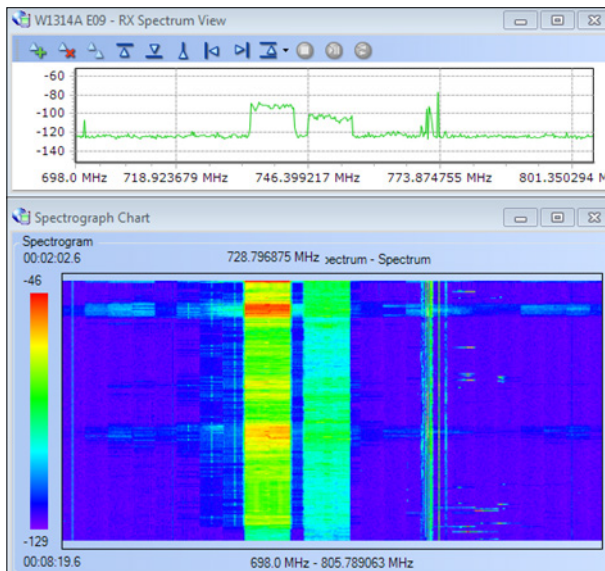 W1314A E09 - RX Spectrum View
-60
-80
-100
-120
-140
698.0 MHz 718.923679 MHz 746.399217 MHz 773.874755 MHz 801.350294 M
Spectrograph Chart
Spectrogram
00:02:02.6 728.796875 MHz pectrum - Spectrum
-46
-129
00:08:19.6 698.0 MHz - 805.789063 MHz